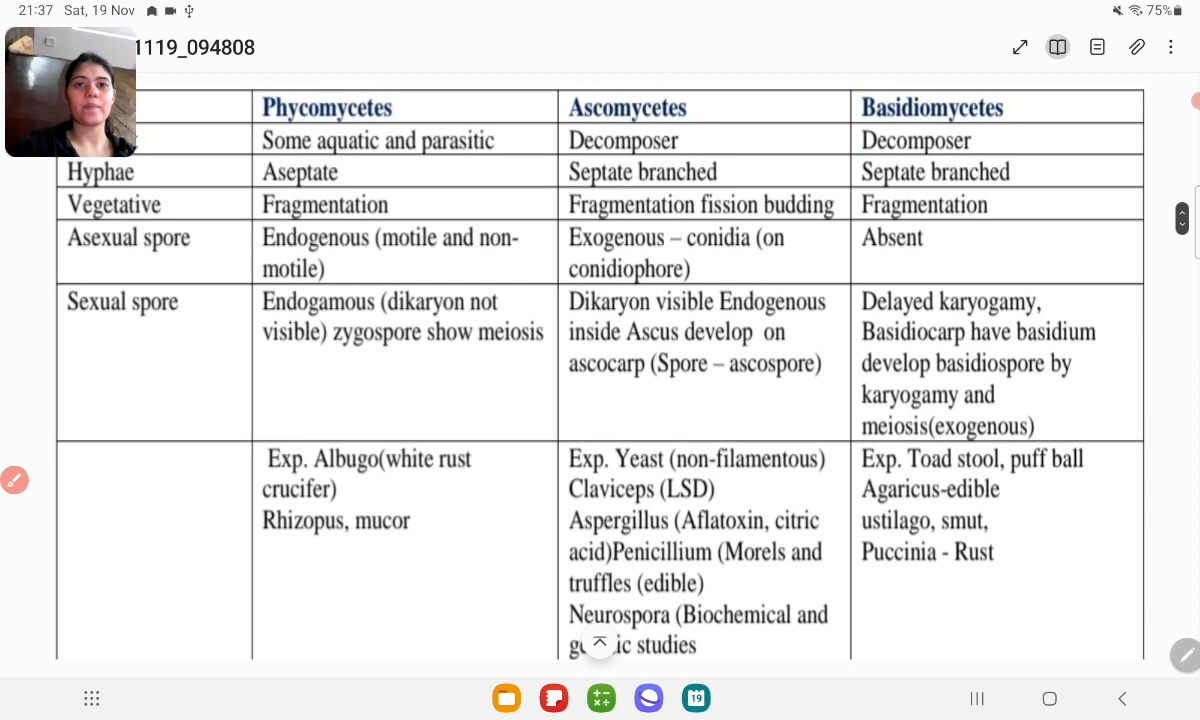 21:37 Sat, 19 Nov
75%
1119_094808
Phycomycetes Ascomycetes Basidiomycetes
Some aquatic and parasitic Decomposer Decomposer
Hyphae Aseptate Septate branched Septate branched
Vegetative Fragmentation Fragmentation fission budding Fragmentation
Asexual spore Endogenous (motile and non- Exogenous – conidia (on Absent
motile) conidiophore)
Sexual spore Endogamous (dikaryon not Dikaryon visible Endogenous Delayed karyogamy,
visible) zygospore show meiosis inside Ascus develop on Basidiocarp have basidium
ascocarp (Spore – ascospore) develop basidiospore by
karyogamy and
meiosis(exogenous)
Exp. Albugo(white rust Exp. Yeast (non-filamentous) Exp. Toad stool, puff ball
crucifer) Claviceps (LSD) Agaricus-edible
Rhizopus, mucor Aspergillus (Aflatoxin, citric ustilago, smut,
acid)Penicillium (Morels and Puccinia - Rust
truffles (edible)
Neurospora (Biochemical and
studies
19